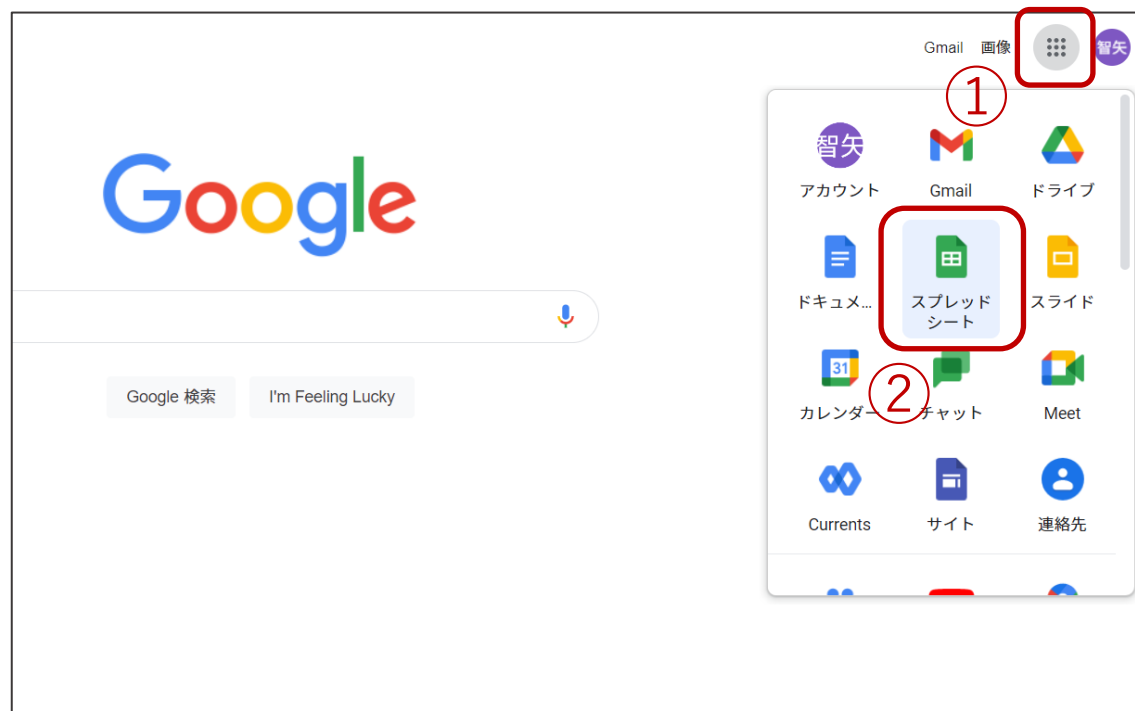 Gmail 画像
智矢
①
智矢
アカウント Gmail ドライブ
Google
ドキュメ... スプレッド
シート スライド
31
②
カレンダー チャット Meet
Google 検索 I'm Feeling Lucky
Currents サイト 連絡先